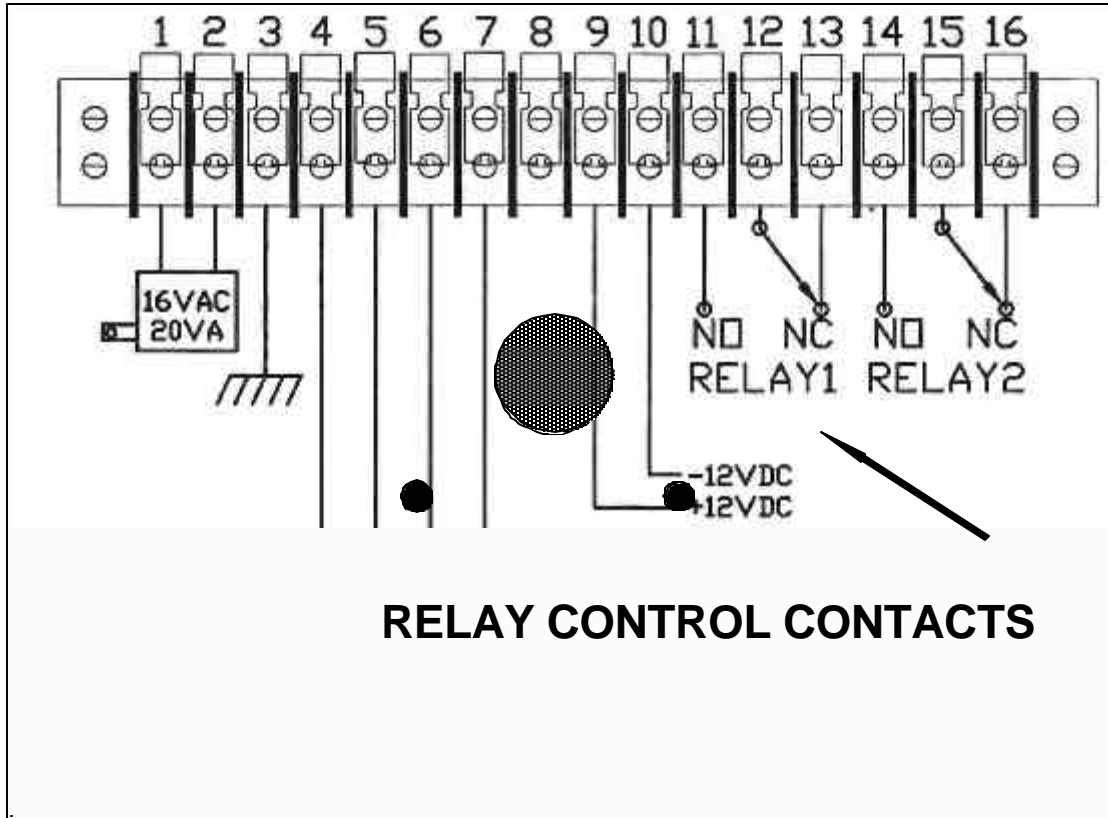 1 2 3 4 5 6 7 8 9 10 11 12 13 14 15 16
16VAC
20VA
NO NC NO NC
RELAY1 RELAY2
-12VDC
+12VDC
RELAY CONTROL CONTACTS